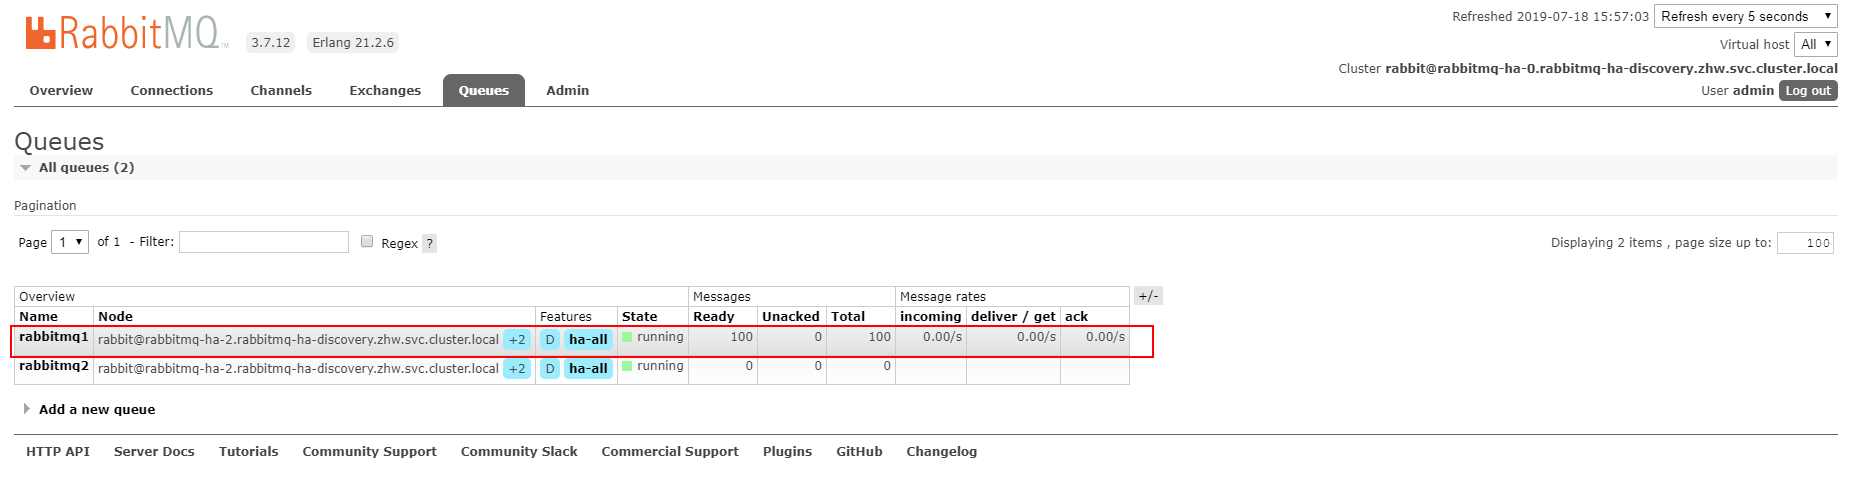 Refreshed 2019-07-18 15:57:03 Refresh every 5 seconds
RabbitMQ TM 3.7.12 Erlang 21.2.6
Virtual host All
Cluster rabbit@rabbitmq-ha-0.rabbitmq-ha-discovery.zhw.svc.cluster.local
User admin Log out
Overview Connections Channels Exchanges Queues Admin
Queues
All queues (2)
Pagination
Page 1 of 1 - Filter: Regex ? Displaying 2 items , page size up to: 100
Overview Messages Message rates +/-
Name Node Features State Ready Unacked Total incoming deliver / get ack
rabbitmq1 rabbit@rabbitmq-ha-2.rabbitmq-ha-discovery.zhw.svc.cluster.local +2 D ha-all running 100 0 100 0.00/s 0.00/s 0.00/s
rabbitmq2 rabbit@rabbitmq-ha-2.rabbitmq-ha-discovery.zhw.svc.cluster.local +2 D ha-all running 0 0 0
Add a new queue
HTTP API Server Docs Tutorials Community Support Community Slack Commercial Support Plugins GitHub Changelog